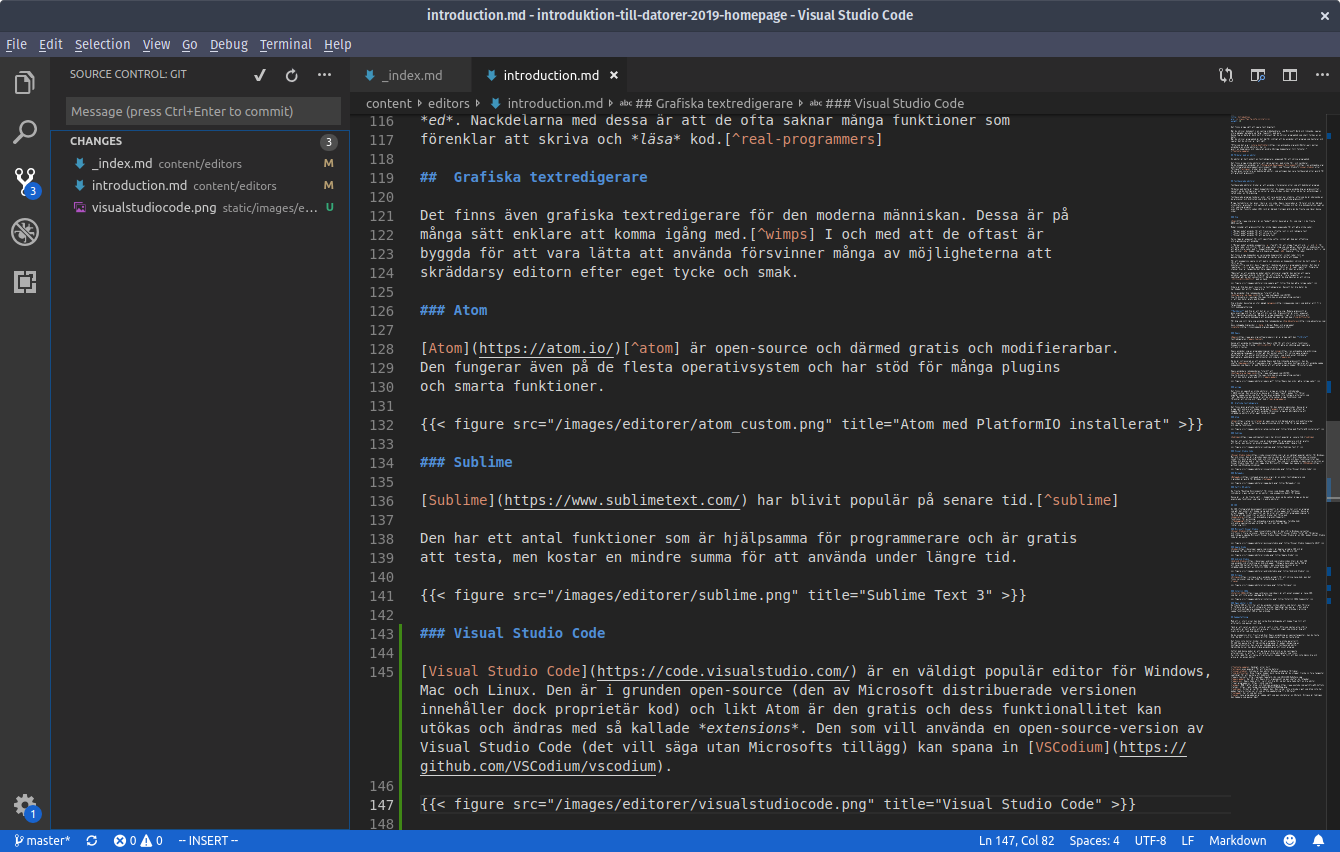 introduction.md - introduktion-till-datorer-2019-homepage - Visual Studio Code
File Edit Selection View Go Debug Terminal Help
SOURCE CONTROL: GIT
Message (press Ctrl+Enter to commit)
CHANGES 3
_index.md content/editors M
introduction.md content/editors M
visualstudiocode.png static/images/e... U
3
1
_index.md introduction.md
content editors introduction.md abc ## Grafiska textredigerare abc ### Visual Studio Code
116 *ed*. Nackdelarna med dessa är att de ofta saknar många funktioner som
117 förenklar att skriva och *läsa* kod.[^real-programmers]
118
119 ##  Grafiska textredigerare
120
121 Det finns även grafiska textredigerare för den moderna människan. Dessa är på
122 många sätt enklare att komma igång med.[^wimps] I och med att de oftast är
123 byggda för att vara lätta att använda försvinner många av möjligheterna att
124 skräddarsy editorn efter eget tycke och smak.
125
126 ### Atom
127
128 [Atom](https://atom.io/)[^atom] är open-source och därmed gratis och modifierarbar.
129 Den fungerar även på de flesta operativsystem och har stöd för många plugins
130 och smarta funktioner.
131
132 {{< figure src="/images/editorer/atom_custom.png" title="Atom med PlatformIO installerat" >}}
133
134 ### Sublime
135
136 [Sublime](https://www.sublimetext.com/) har blivit populär på senare tid.[^sublime]
137
138 Den har ett antal funktioner som är hjälpsamma för programmerare och är gratis
139 att testa, men kostar en mindre summa för att använda under längre tid.
140
141 {{< figure src="/images/editorer/sublime.png" title="Sublime Text 3" >}}
142
143 ### Visual Studio Code
144
145 [Visual Studio Code](https://code.visualstudio.com/) är en väldigt populär editor för Windows,
Mac och Linux. Den är i grunden open-source (den av Microsoft distribuerade versionen
innehåller dock proprietär kod) och likt Atom är den gratis och dess funktionallitet kan
utökas och ändras med så kallade *extensions*. Den som vill använda en open-source-version av
Visual Studio Code (det vill säga utan Microsofts tillägg) kan spana in [VSCodium](https://
github.com/VSCodium/vscodium).
146
147 {{< figure src="/images/editorer/visualstudiocode.png" title="Visual Studio Code" >}}
148
master* 0 0 -- INSERT -- Ln 147, Col 82 Spaces: 4 UTF-8 LF Markdown